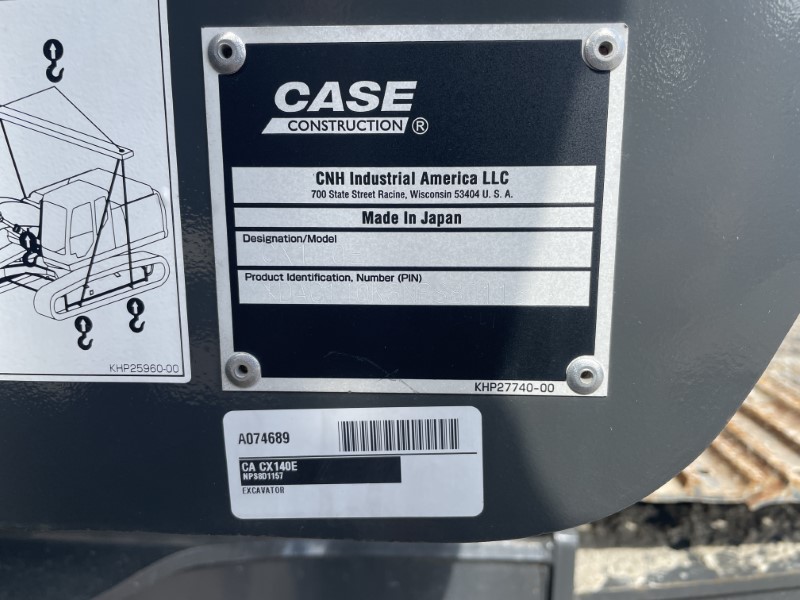 CASE
CONSTRUCTION ®
CNH Industrial America LLC
700 State Street Racine, Wisconsin 53404 U. S. A.
Made In Japan
Designation/Model
Product Identification, Number (PIN)
KHP27740-00
KHP25960-00
A074689
CA CX140E
NPS8D1157
EXCAVATOR